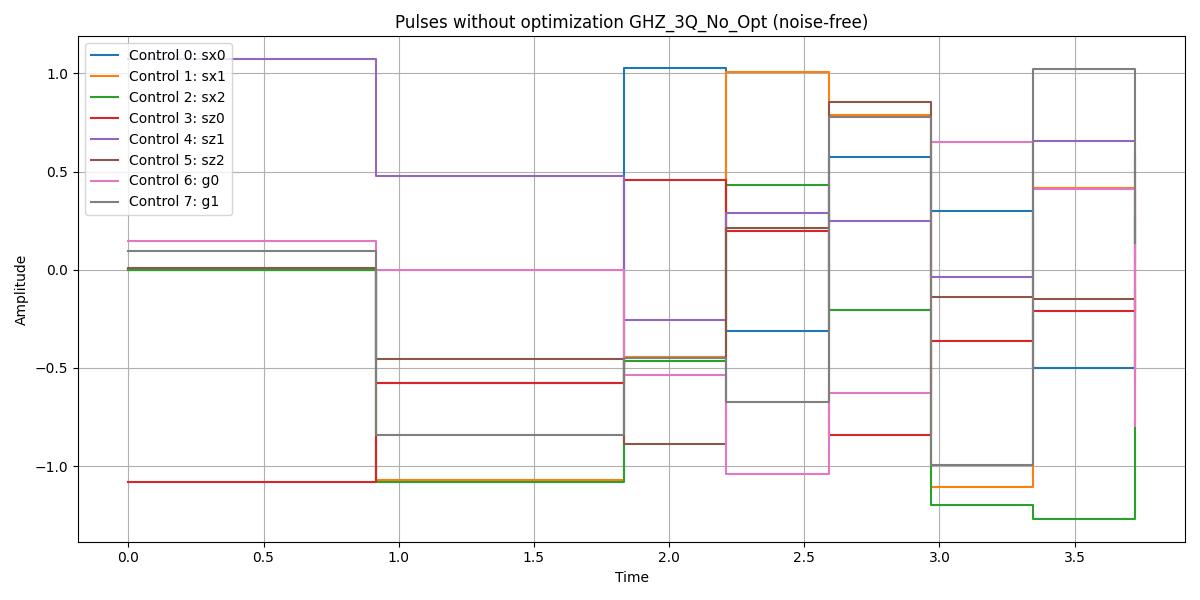 Pulses without optimization GHZ_3Q_No_Opt (noise-free)
Control 0: sx0
Control 1: sx1
Control 2: sx2
Control 3: sz0
Control 4: sz1
Control 5: sz2
Control 6: g0
Control 7: g1
1.0
0.5
0.0
−0.5
−1.0
Amplitude
0.0 0.5 1.0 1.5 2.0 2.5 3.0 3.5
Time